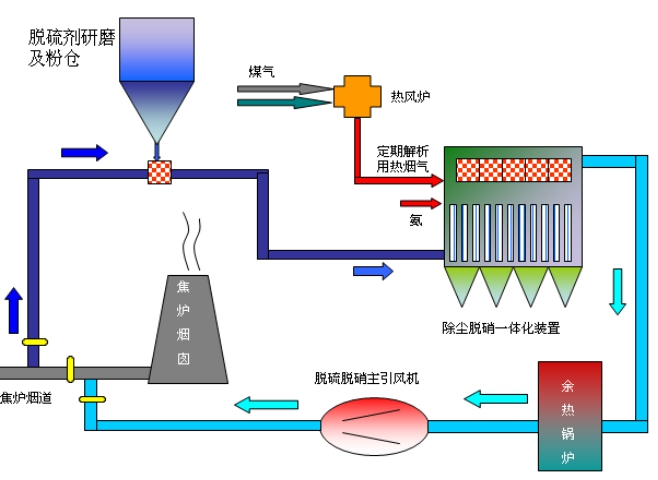 脱硫剂研磨
及粉仓
煤气
热风炉
定期解析
用热烟气
氨
焦炉烟囱
除尘脱硝一体化装置
焦炉烟道
脱硫脱硝主引风机
余热锅炉